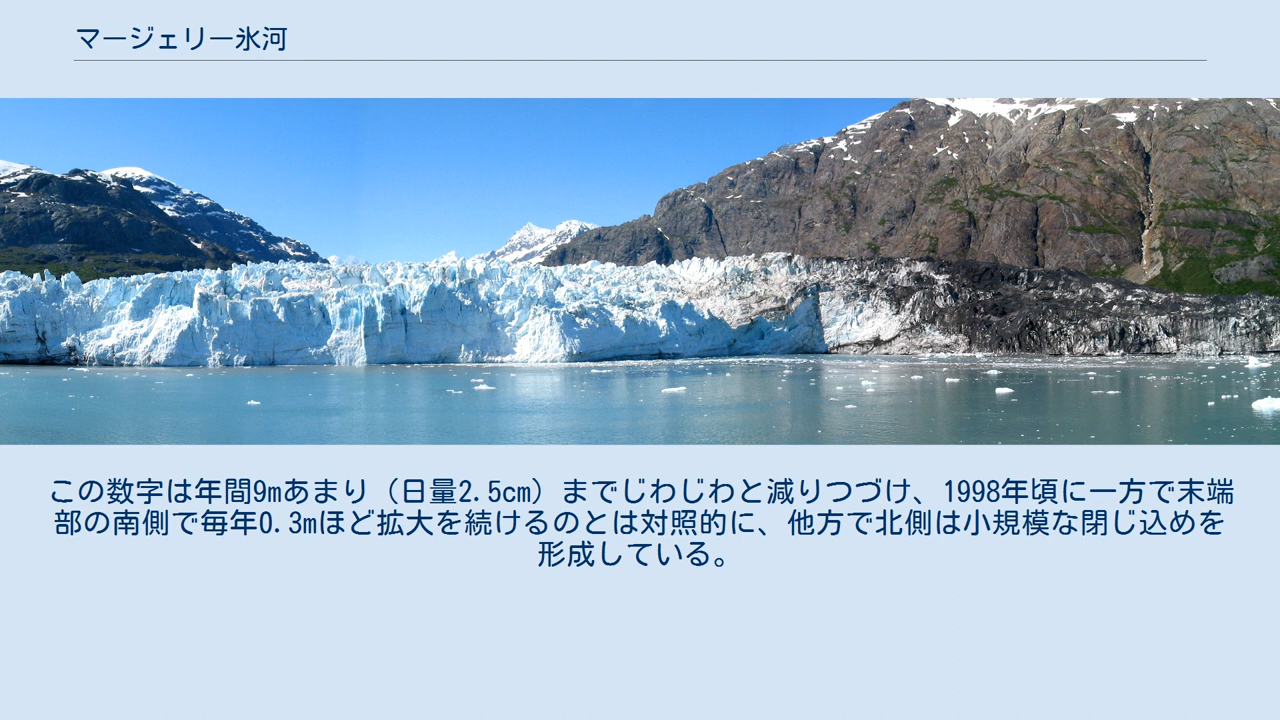 マージェリー氷河
この数字は年間9mあまり（日量2.5cm）までじわじわと減りつづけ、1998年頃に一方で末端
部の南側で毎年0.3mほど拡大を続けるのとは対照的に、他方で北側は小規模な閉じ込めを
形成している。